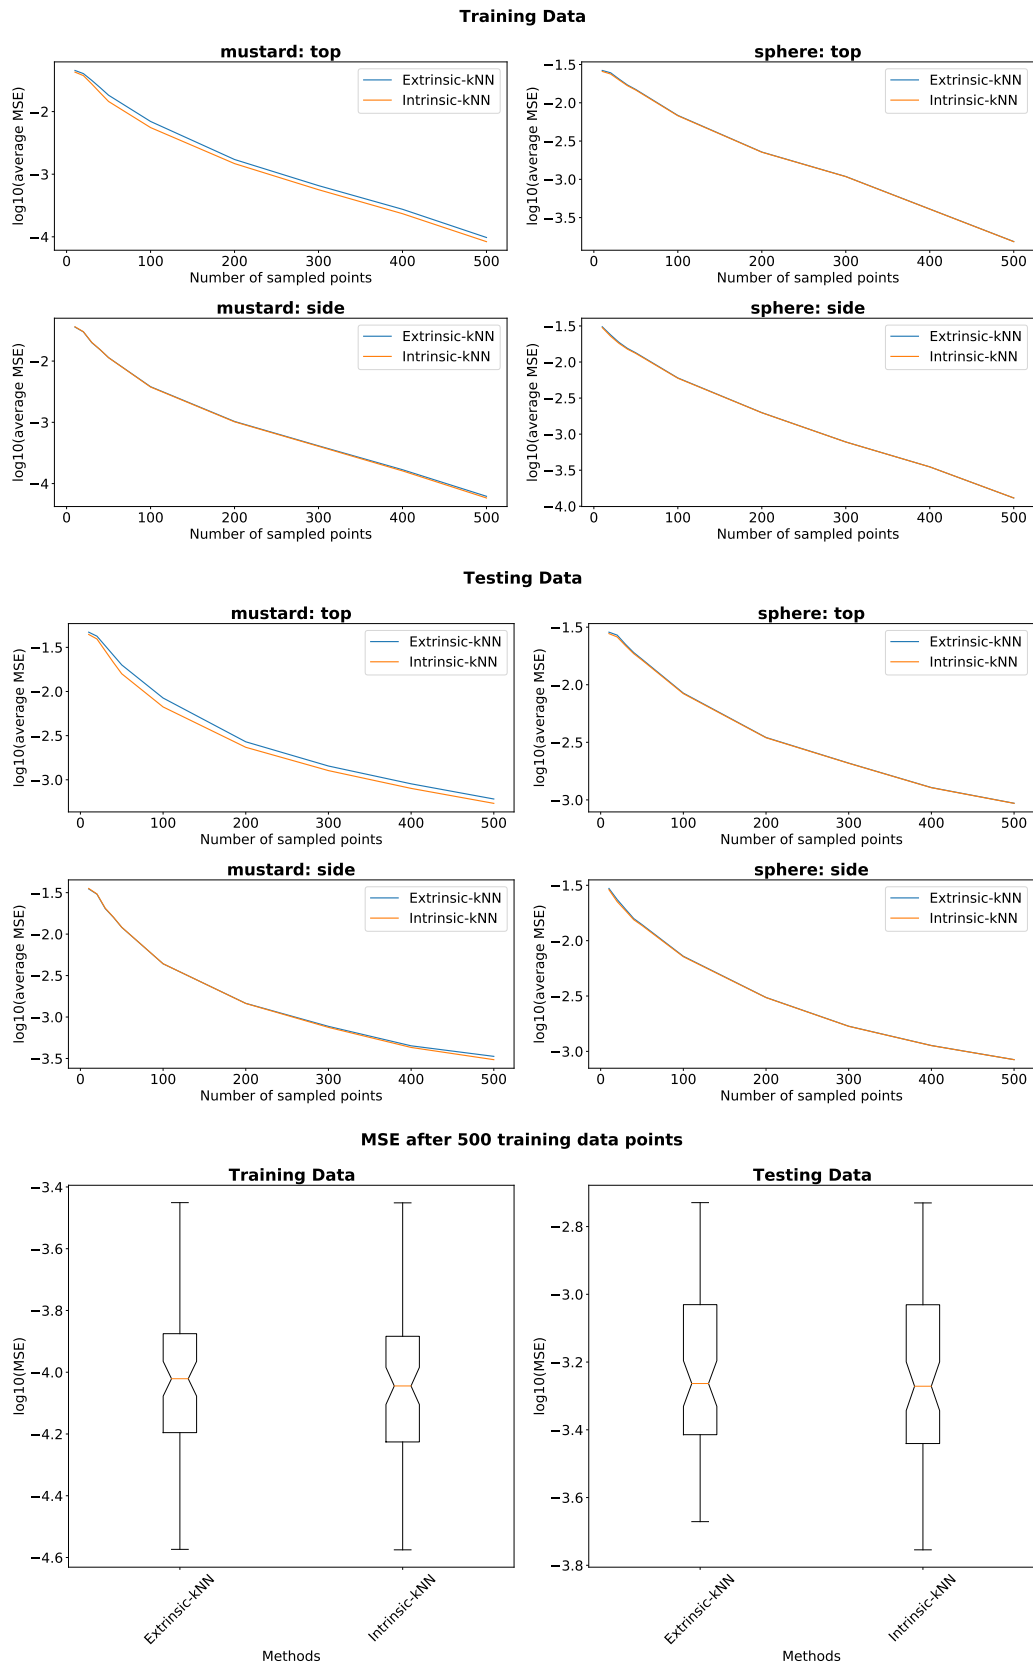 Training Data
mustard: top
log10(average MSE)
−2
−3
−4
Extrinsic-kNN
Intrinsic-kNN
0 100 200 300 400 500
Number of sampled points
sphere: top
log10(average MSE)
−1.5
−2.0
−2.5
−3.0
−3.5
Extrinsic-kNN
Intrinsic-kNN
0 100 200 300 400 500
Number of sampled points
mustard: side
log10(average MSE)
−2
−3
−4
Extrinsic-kNN
Intrinsic-kNN
0 100 200 300 400 500
Number of sampled points
sphere: side
log10(average MSE)
−1.5
−2.0
−2.5
−3.0
−3.5
−4.0
Extrinsic-kNN
Intrinsic-kNN
0 100 200 300 400 500
Number of sampled points
Testing Data
mustard: top
log10(average MSE)
−1.5
−2.0
−2.5
−3.0
Extrinsic-kNN
Intrinsic-kNN
0 100 200 300 400 500
Number of sampled points
sphere: top
log10(average MSE)
−1.5
−2.0
−2.5
−3.0
Extrinsic-kNN
Intrinsic-kNN
0 100 200 300 400 500
Number of sampled points
mustard: side
log10(average MSE)
−1.5
−2.0
−2.5
−3.0
−3.5
Extrinsic-kNN
Intrinsic-kNN
0 100 200 300 400 500
Number of sampled points
sphere: side
log10(average MSE)
−1.5
−2.0
−2.5
−3.0
Extrinsic-kNN
Intrinsic-kNN
0 100 200 300 400 500
Number of sampled points
MSE after 500 training data points
Training Data
log10(MSE)
−3.4
−3.6
−3.8
−4.0
−4.2
−4.4
−4.6
Extrinsic-kNN
Intrinsic-kNN
Methods
Testing Data
log10(MSE)
−2.8
−3.0
−3.2
−3.4
−3.6
−3.8
Extrinsic-kNN
Intrinsic-kNN
Methods